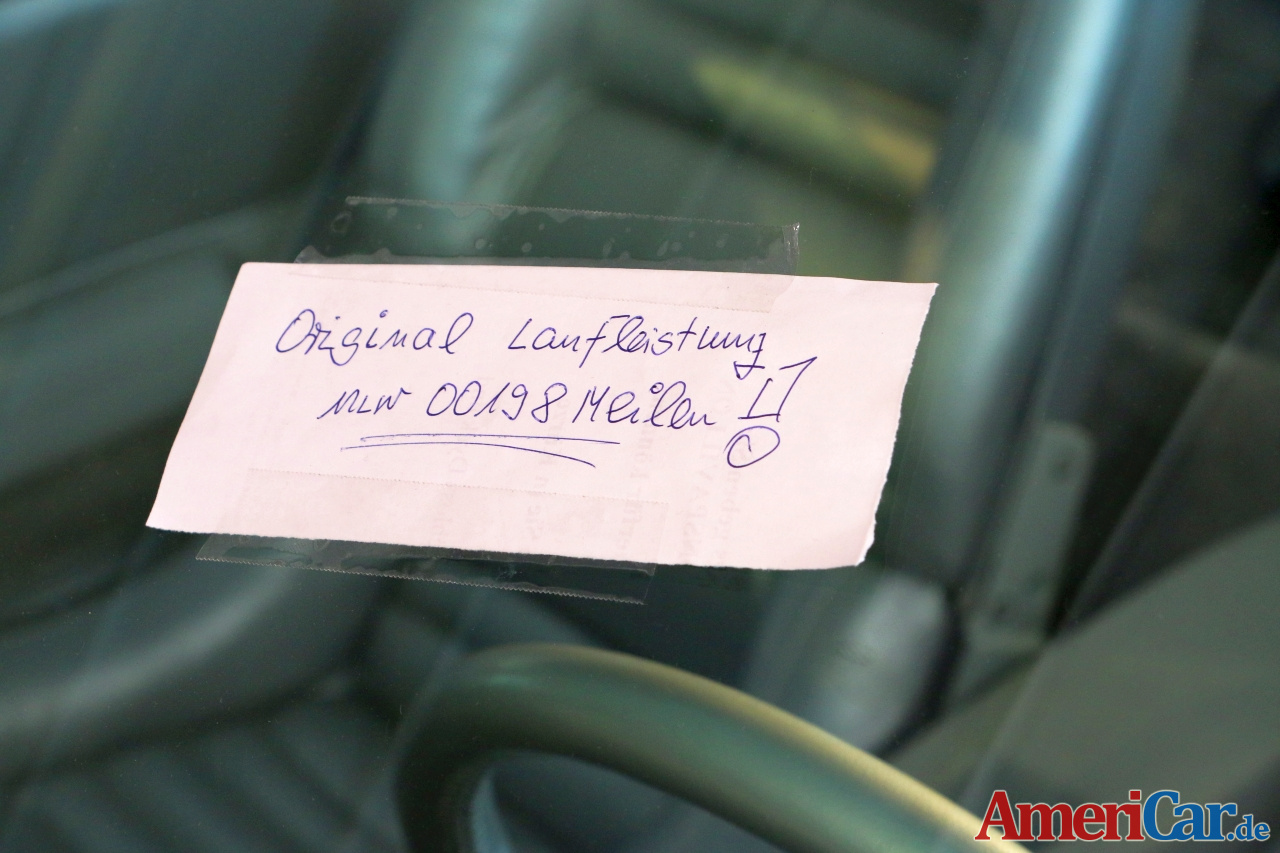 Original Laufleistung
nur 00198 Meilen !!
AmeriCar.de